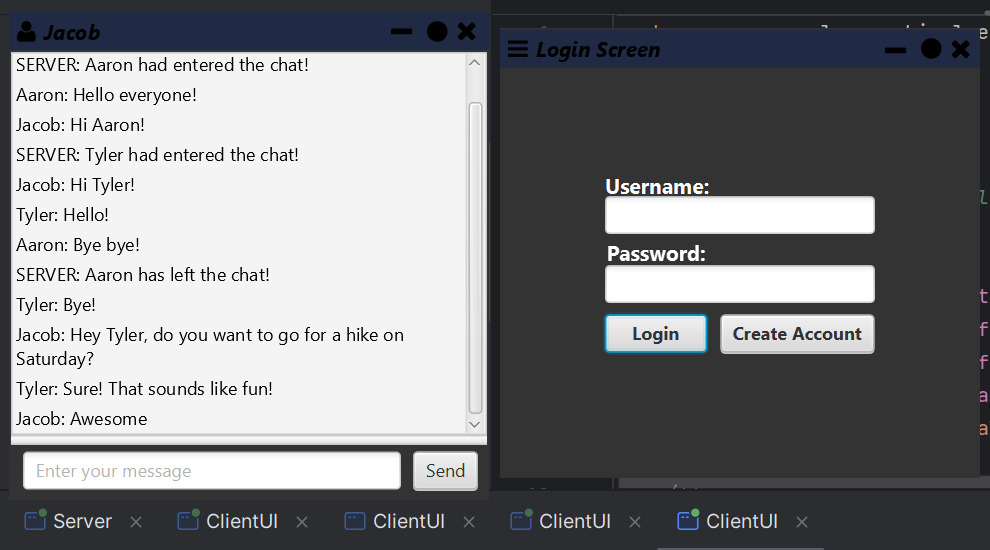 Jacob
SERVER: Aaron had entered the chat!
Aaron: Hello everyone!
Jacob: Hi Aaron!
SERVER: Tyler had entered the chat!
Jacob: Hi Tyler!
Tyler: Hello!
Aaron: Bye bye!
SERVER: Aaron has left the chat!
Tyler: Bye!
Jacob: Hey Tyler, do you want to go for a hike on
Saturday?
Tyler: Sure! That sounds like fun!
Jacob: Awesome
Enter your message
Send
Login Screen
Username:
Password:
Login
Create Account
Server
ClientUI
ClientUI
ClientUI
ClientUI